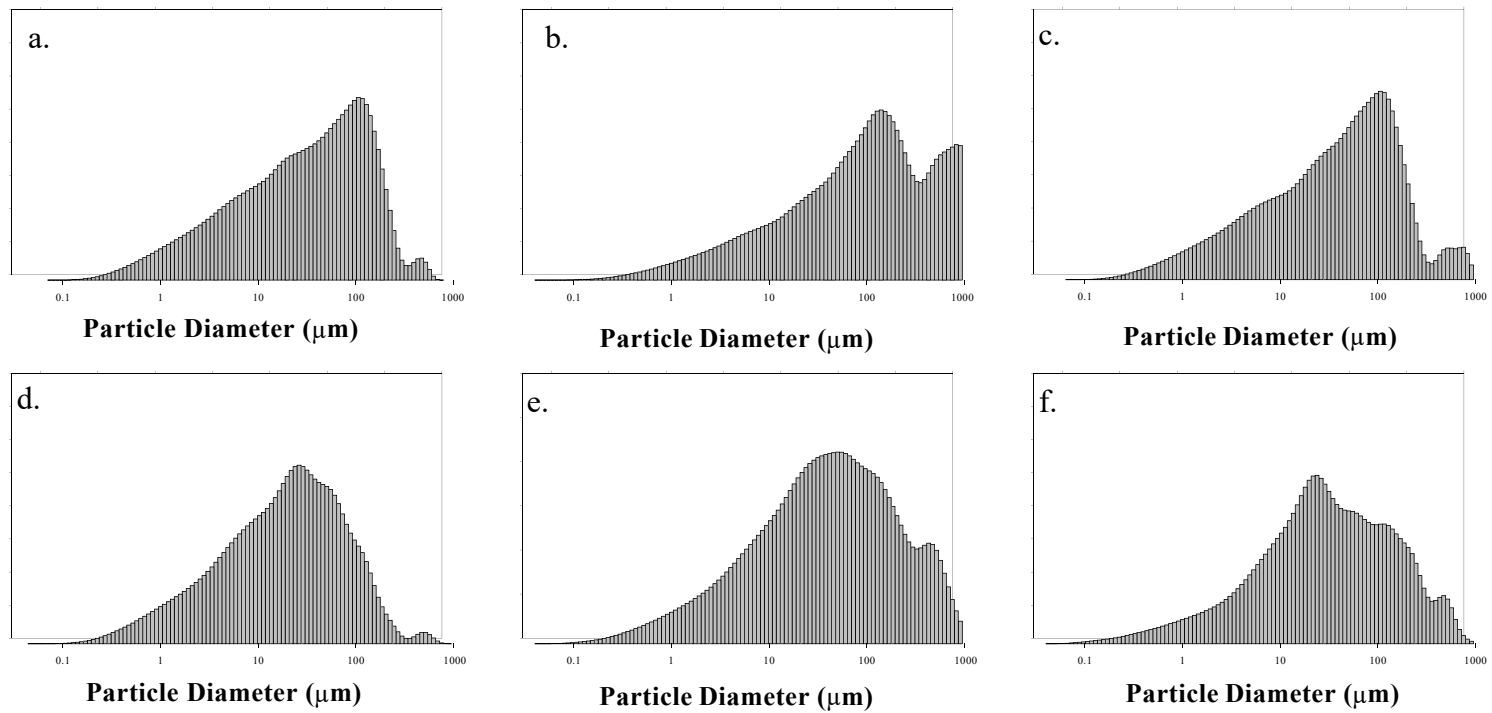 a. b. c.
0.1 1 10 100 1000 0.1 1 10 100 1000 0.1 1 10 100 1000
Particle Diameter (μm) Particle Diameter (μm) Particle Diameter (μm)
d. e. f.
0.1 1 10 100 1000 0.1 1 10 100 1000 0.1 1 10 100 1000
Particle Diameter (μm) Particle Diameter (μm) Particle Diameter (μm)